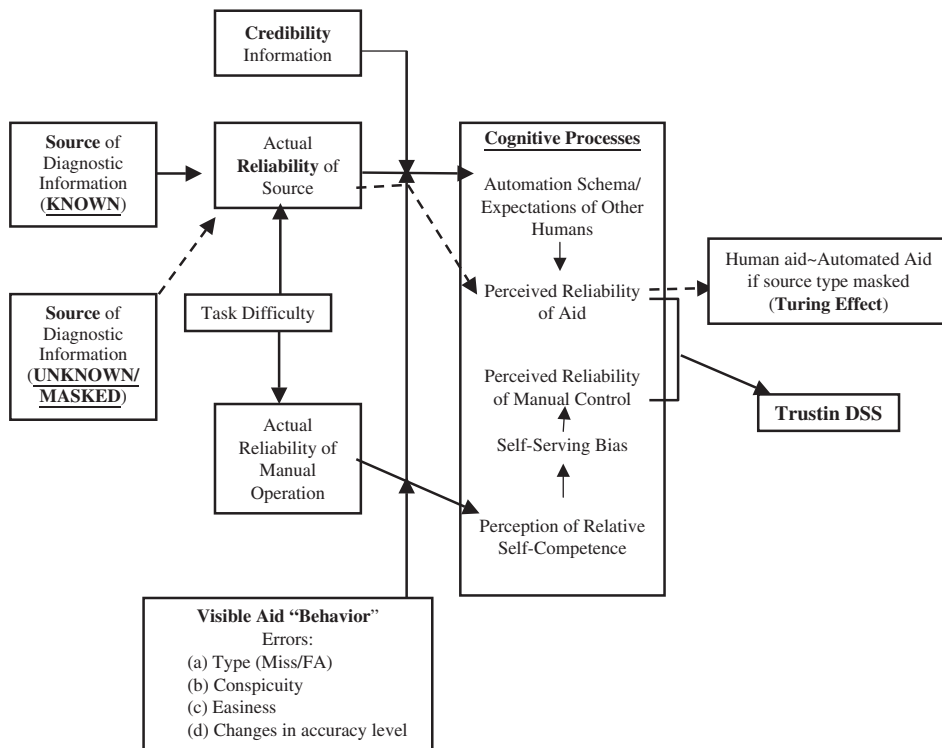 Credibility
Information
Source of
Diagnostic
Information
(KNOWN)
Actual
Reliability of
Source
Cognitive Processes
Automation Schema/
Expectations of Other
Humans
Perceived Reliability
of Aid
Human aid~Automated Aid
if source type masked
(Turing Effect)
Source of
Diagnostic
Information
(UNKNOWN/
MASKED)
Task Difficulty
Perceived Reliability
of Manual Control
Trustin DSS
Actual
Reliability of
Manual
Operation
Self-Serving Bias
Perception of Relative
Self-Competence
Visible Aid “Behavior”
Errors:
(a) Type (Miss/FA)
(b) Conspicuity
(c) Easiness
(d) Changes in accuracy level